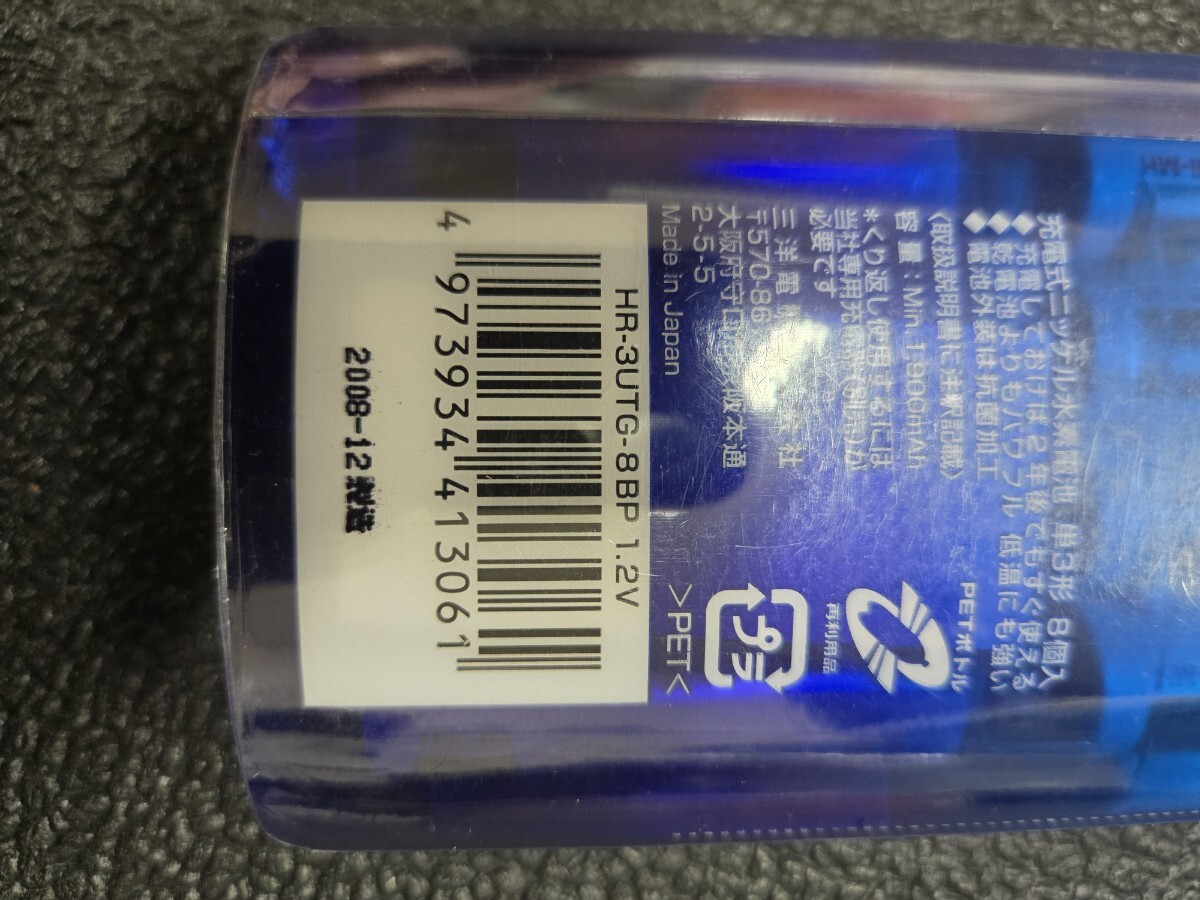 充電式ニッケル水素電池 単3形 8個入
◆充電しておけば2年後でもすぐ使える
◆乾電池よりもパワフル 低温にも強い
◆電池外装は抗菌加工
〈取扱説明書に注釈記載〉
容量：Min.1,900mAh
*くり返し使用するには
当社専用充電器(別売)が
必要です
三洋電 社
〒570-86
大阪府守口 阪本通
2-5-5
Made in Japan
PETボトル
再利用品
プラ
>PET<
HR-3UTG-8BP 1.2V
4 973934 413061
2008-12製造